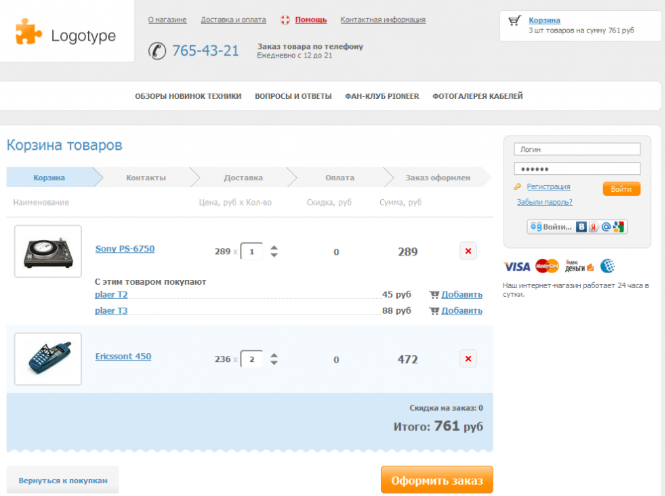 Logotype
О магазине Доставка и оплата Помощь Контактная информация
765-43-21
Заказ товара по телефону
Ежедневно с 12 до 21
Корзина
3 шт товаров на сумму 761 руб
ОБЗОРЫ НОВИНОК ТЕХНИКИ ВОПРОСЫ И ОТВЕТЫ ФАН-КЛУБ PIONEER ФОТОГАЛЕРЕЯ КАБЕЛЕЙ
Корзина товаров
Корзина Контакты Доставка Оплата Заказ оформлен
Наименование Цена, руб х Кол-во Скидка, руб Сумма, руб
Sony PS-6750 289 x 1 0 289
С этим товаром покупают
plaer T2 45 руб Добавить
plaer T3 88 руб Добавить
Ericssont 450 236 x 2 0 472
Скидка на заказ: 0
Итого: 761 руб
Вернуться к покупкам
Оформить заказ
Логин
••••••
Регистрация
Войти
Забыли пароль?
Войти...
VISA MasterCard Яндекс деньги
Наш интернет-магазин работает 24 часа в
сутки.